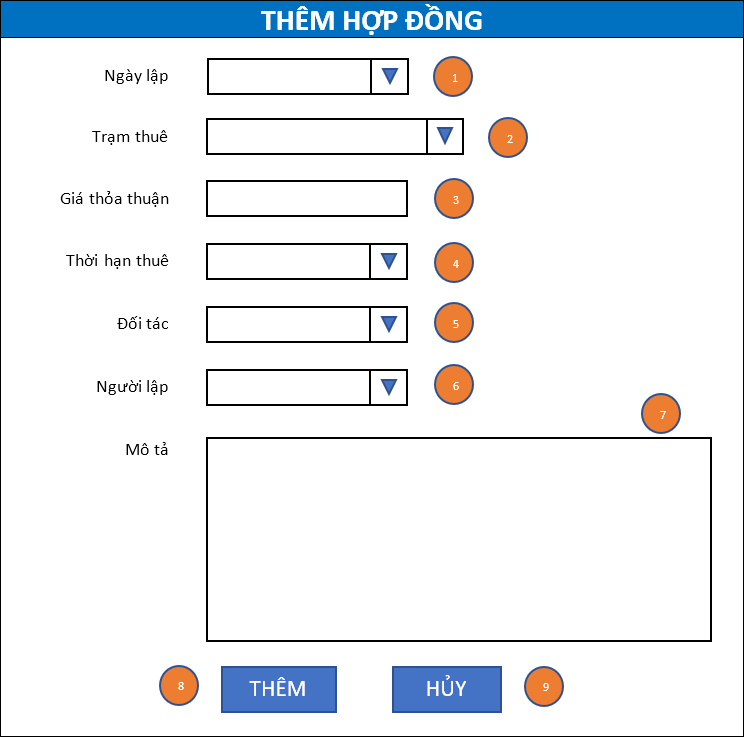 THÊM HỢP ĐỒNG
Ngày lập
1
Trạm thuê
2
Giá thỏa thuận
3
Thời hạn thuê
4
Đối tác
5
Người lập
6
7
Mô tả
8
THÊM
HỦY
9